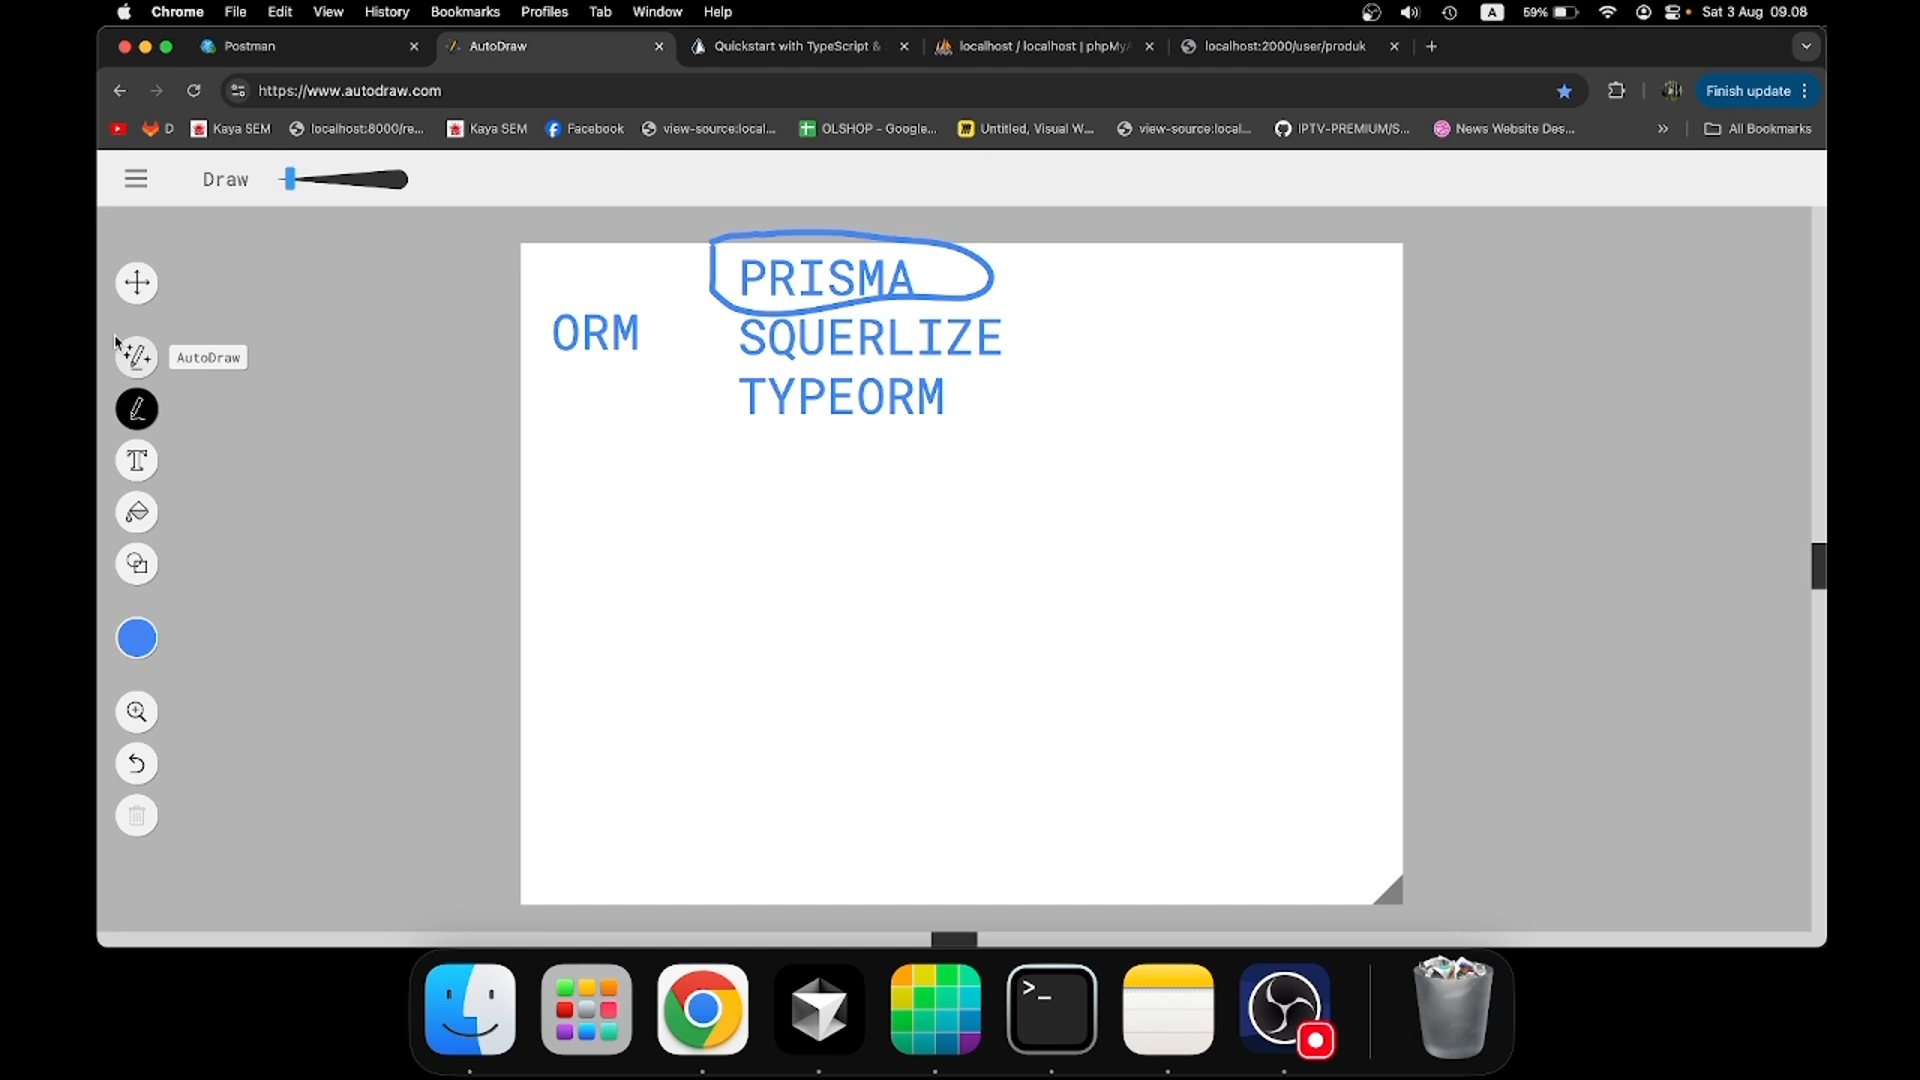 Chrome File Edit View History Bookmarks Profiles Tab Window Help A 59% Sat 3 Aug 09.08
Postman AutoDraw Quickstart with TypeScript & localhost / localhost | phpMyA localhost:2000/user/produk
https://www.autodraw.com Finish update
D Kaya SEM localhost:8000/re... Kaya SEM Facebook view-source:local... OLSHOP - Google... Untitled, Visual W... view-source:local... IPTV-PREMIUM/S... News Website Des... » All Bookmarks
Draw
PRISMA
ORM
SQUERLIZE
AutoDraw
TYPEORM